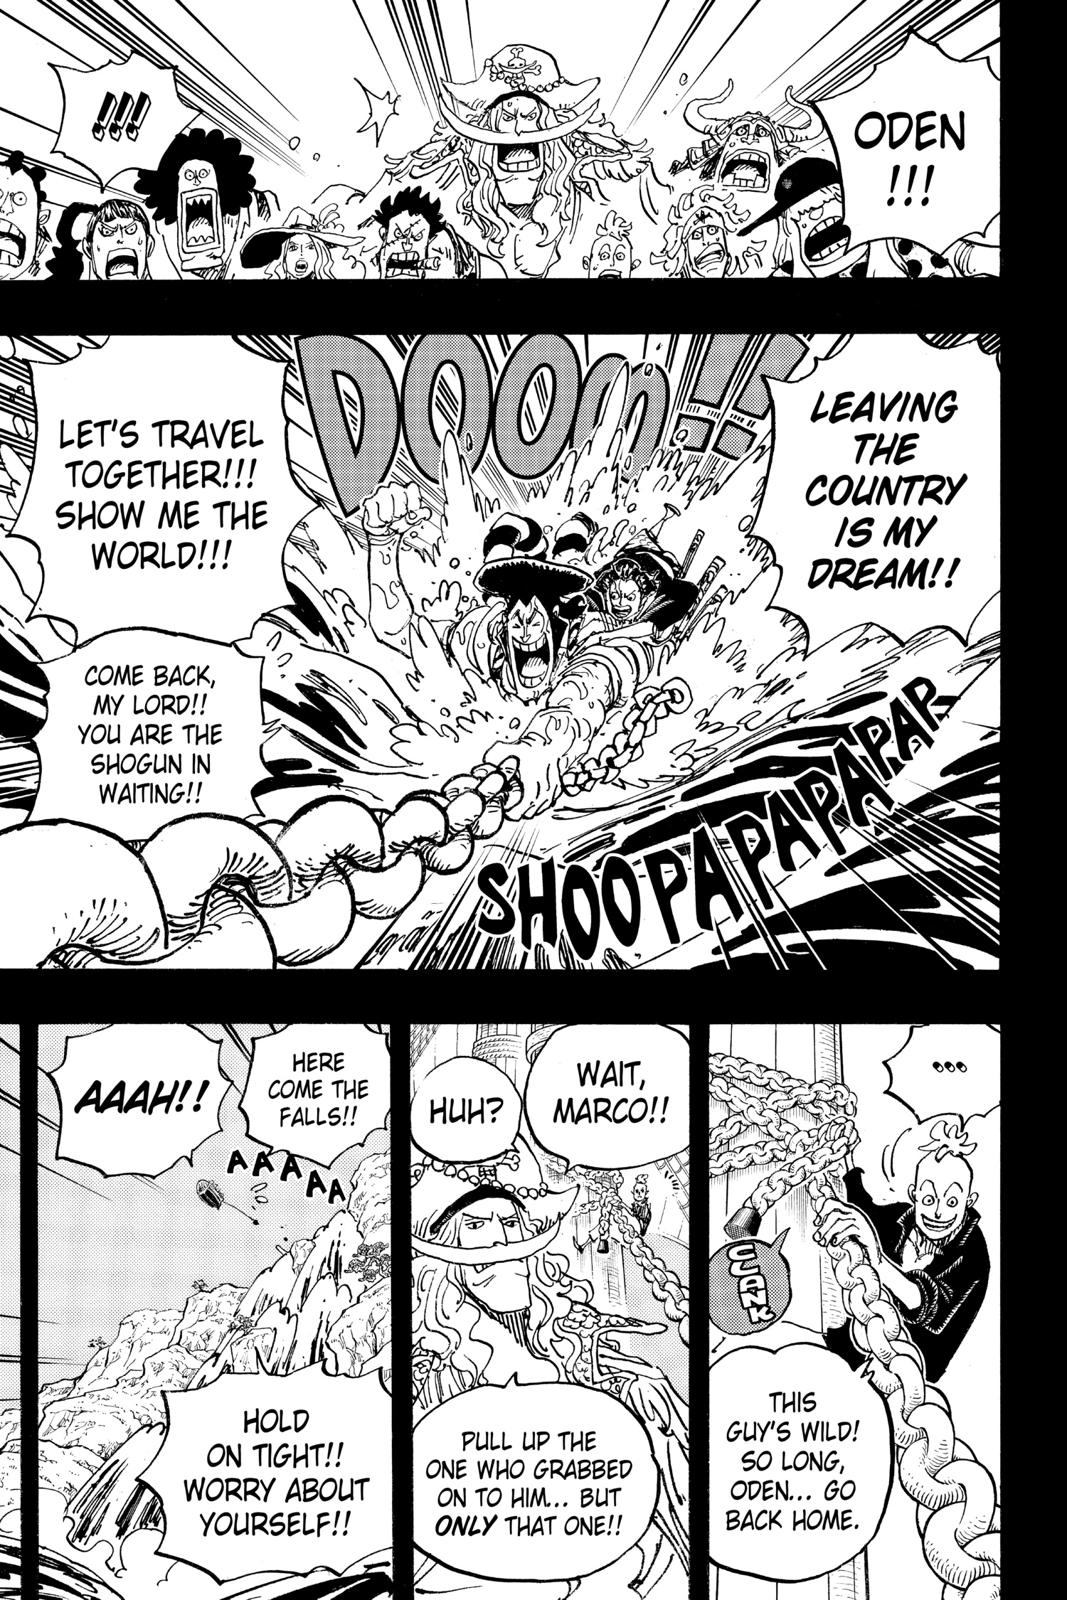 ODEN
!!!
!!!
LEAVING
THE
COUNTRY
IS MY
DREAM!!
DOOM!!
LET'S TRAVEL
TOGETHER!!!
SHOW ME THE
WORLD!!!
COME BACK,
MY LORD!!
YOU ARE THE
SHOGUN IN
WAITING!!
SHOOPAPAPAPAPAP
...
CLANK
THIS
GUY'S WILD!
SO LONG,
ODEN... GO
BACK HOME.
WAIT,
MARCO!!
HUH?
PULL UP THE
ONE WHO GRABBED
ON TO HIM... BUT
ONLY THAT ONE!!
HERE
COME THE
FALLS!!
AAAH!!
AAAAA
HOLD
ON TIGHT!!
WORRY ABOUT
YOURSELF!!